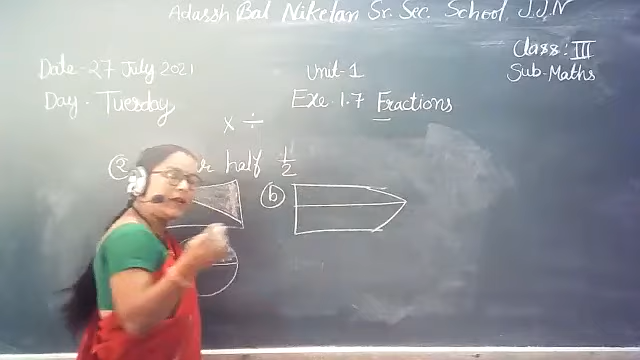 Adassh Bal Niketan Sr. Sec. School, J.J.N
Class: III
Date-27 July 2021
Unit-1
Sub-Maths
Day. Tuesday
Exe.1.7 Fractions
× ÷
half 1/2
b